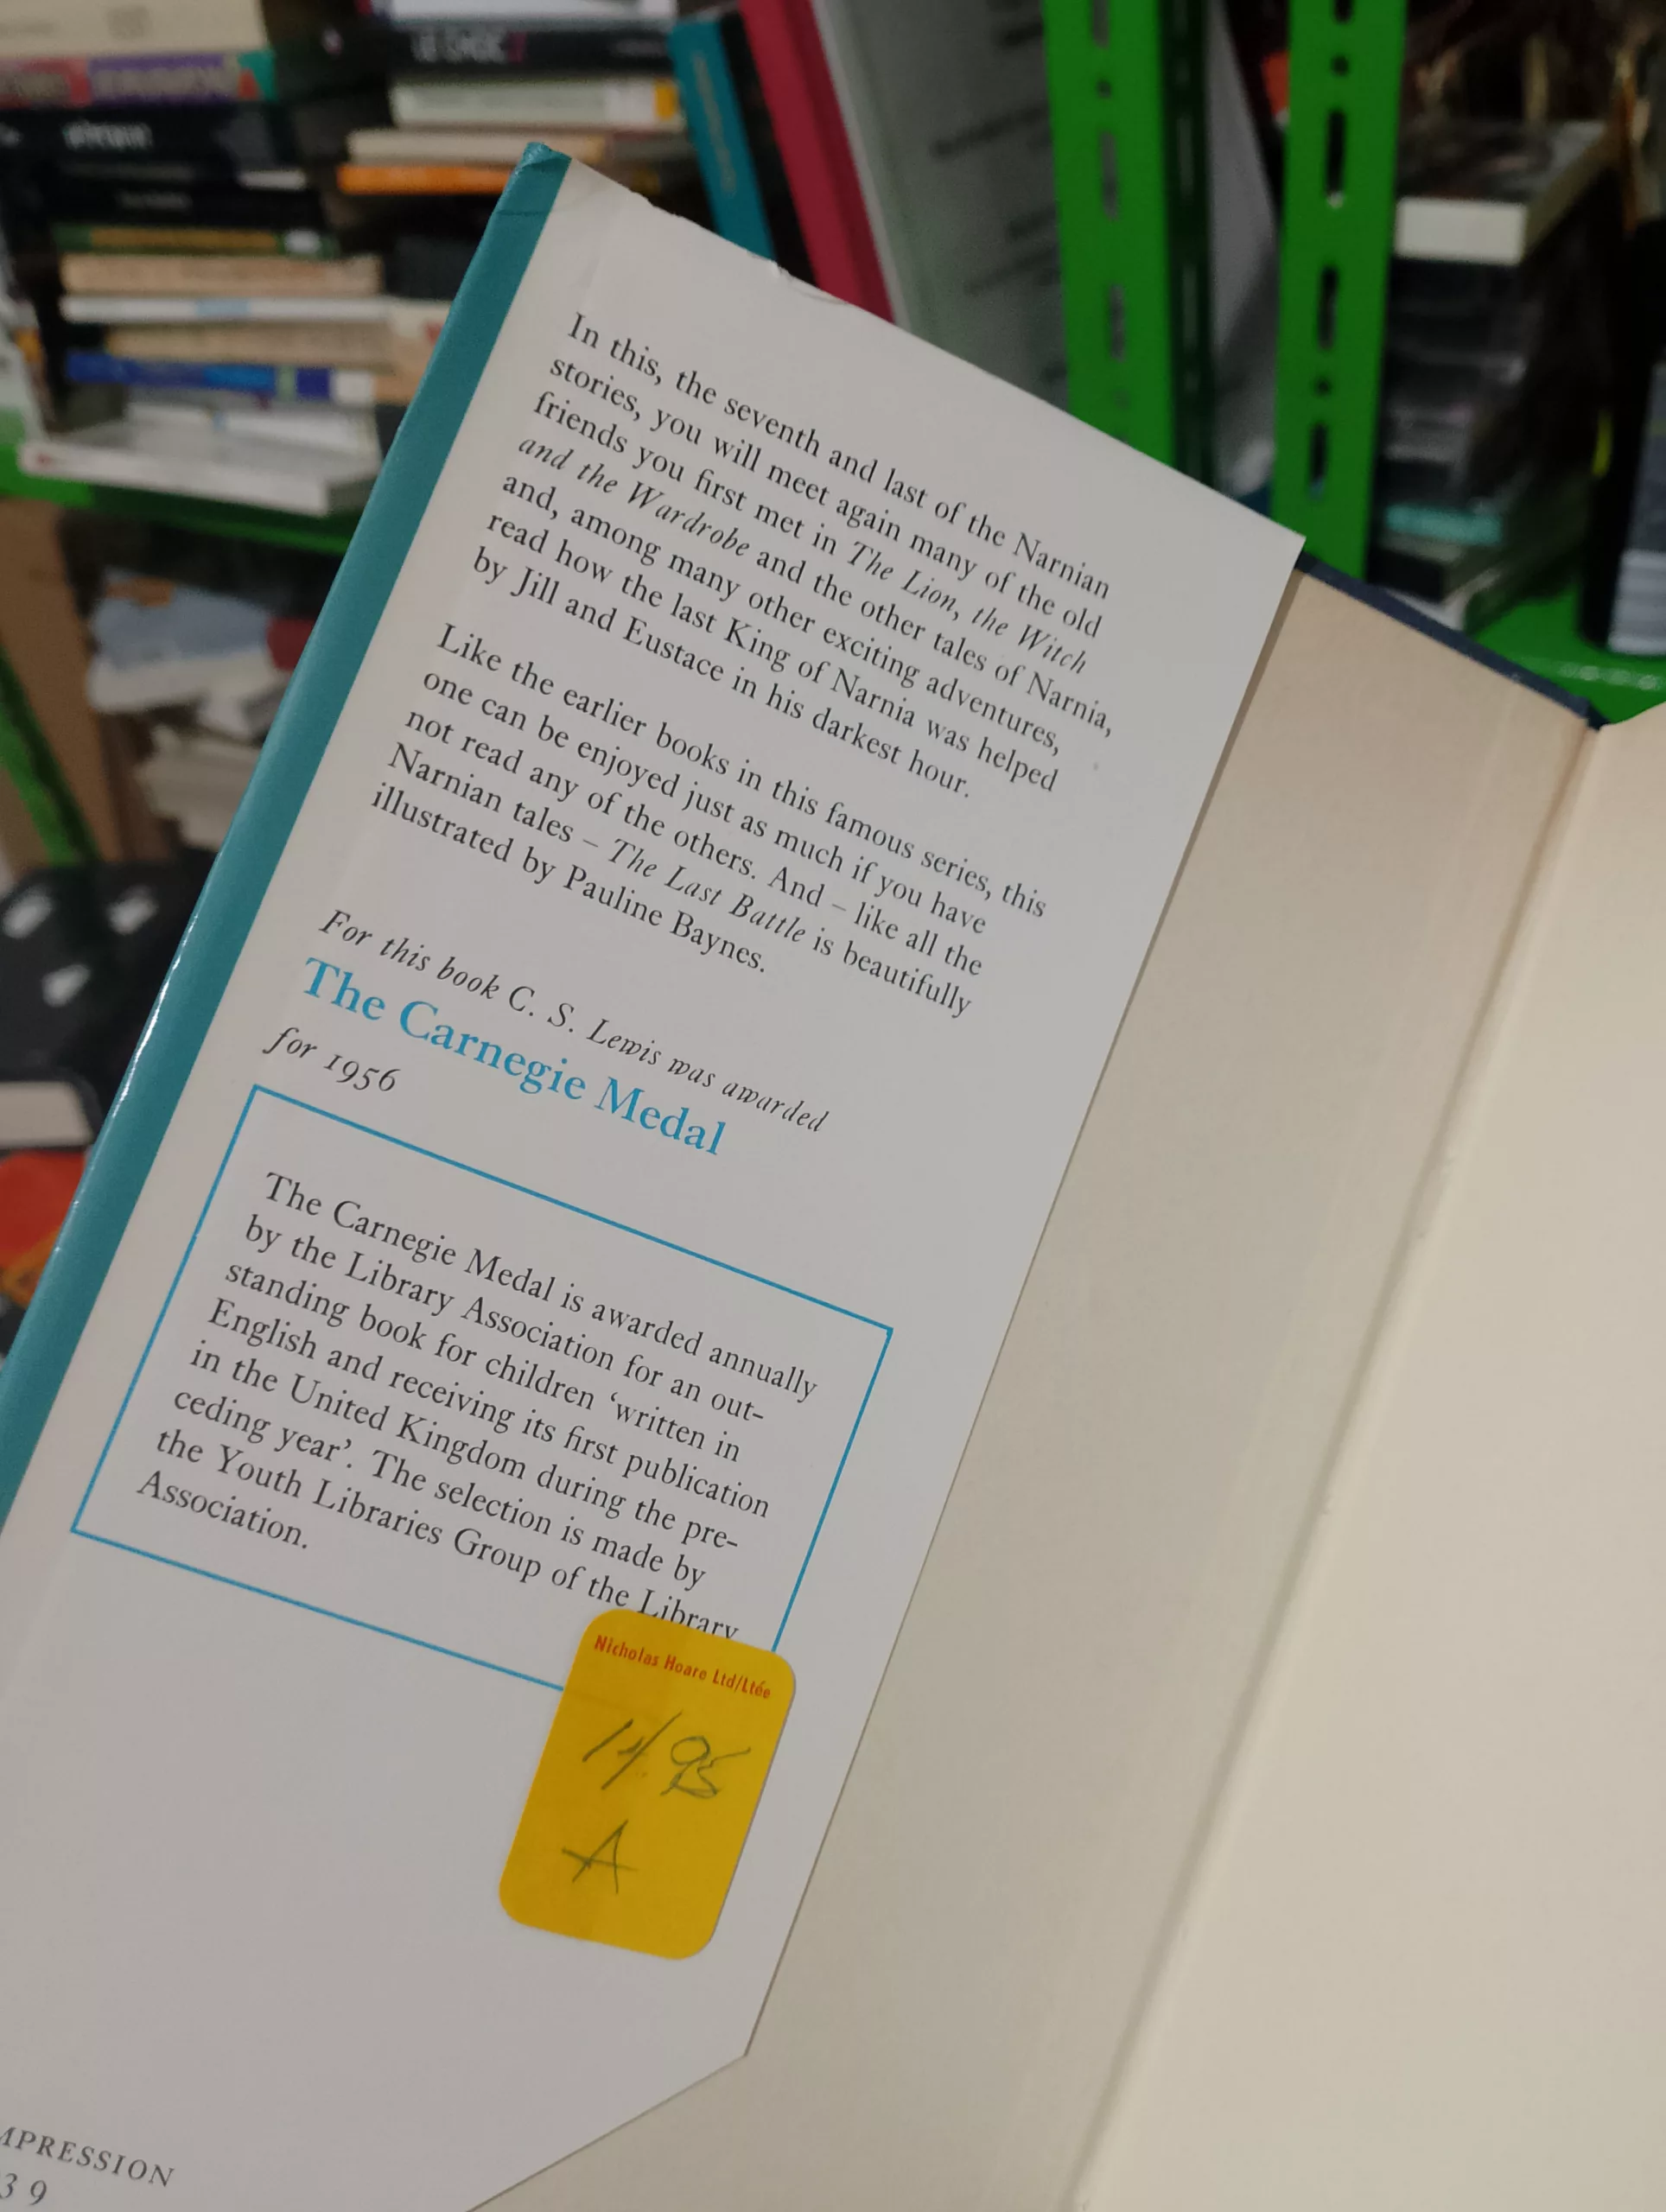 In this, the seventh and last of the Narnian
stories, you will meet again many of the old
friends you first met in The Lion, the Witch
and the Wardrobe and the other tales of Narnia,
and, among many other exciting adventures,
read how the last King of Narnia was helped
by Jill and Eustace in his darkest hour.
Like the earlier books in this famous series, this
one can be enjoyed just as much if you have
not read any of the others. And – like all the
Narnian tales – The Last Battle is beautifully
illustrated by Pauline Baynes.
For this book C. S. Lewis was awarded
The Carnegie Medal
for 1956
The Carnegie Medal is awarded annually
by the Library Association for an out-
standing book for children ‘written in
English and receiving its first publication
in the United Kingdom during the pre-
ceding year’. The selection is made by
the Youth Libraries Group of the Library
Association.
Nicholas Hoare Ltd/Ltée
11/95
A
MPRESSION
39